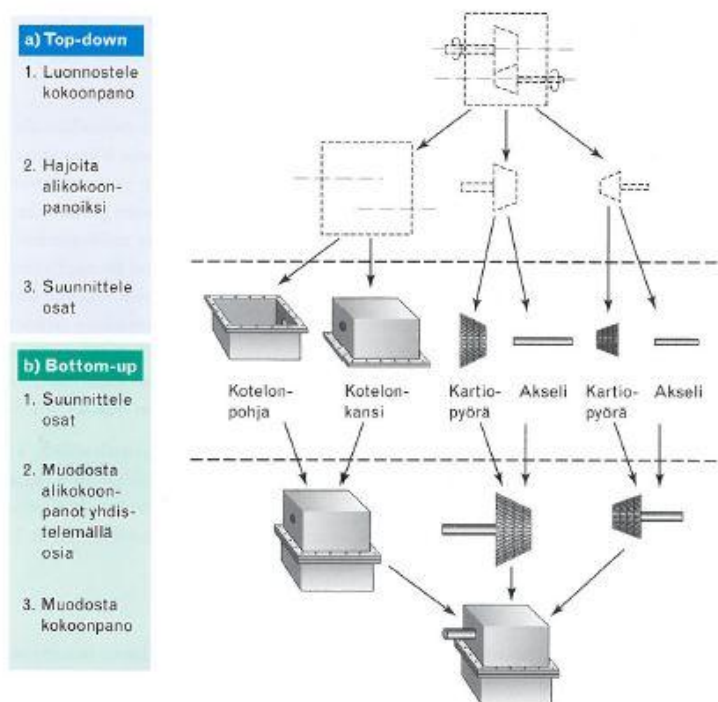 a) Top-down
1. Luonnostele
kokoonpano
2. Hajoita
alikokoon-
panoiksi
3. Suunnittele
osat
b) Bottom-up
1. Suunnittele
osat
2. Muodosta
alikokoon-
panot yhdis-
telemällä
osia
3. Muodosta
kokoonpano
Kotelon-
pohja
Kotelon-
kansi
Kartio-
pyörä
Akseli
Kartio-
pyörä
Akseli